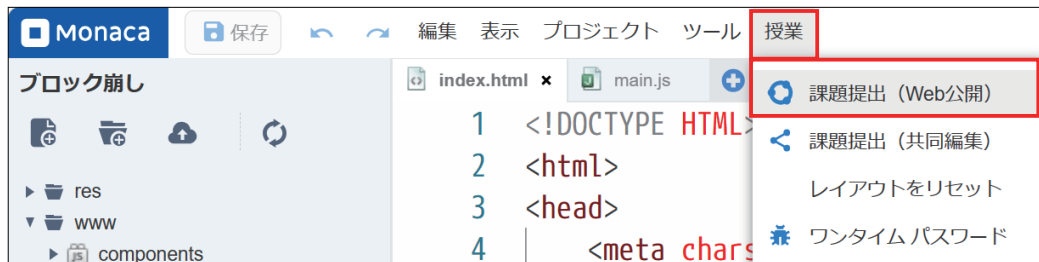 Monaca 保存 編集 表示 プロジェクト ツール 授業
ブロック崩し
index.html × main.js
課題提出（Web公開）
課題提出（共同編集）
レイアウトをリセット
ワンタイム パスワード
res
www
components
1 <!DOCTYPE HTML>
2 <html>
3 <head>
4 <meta chars